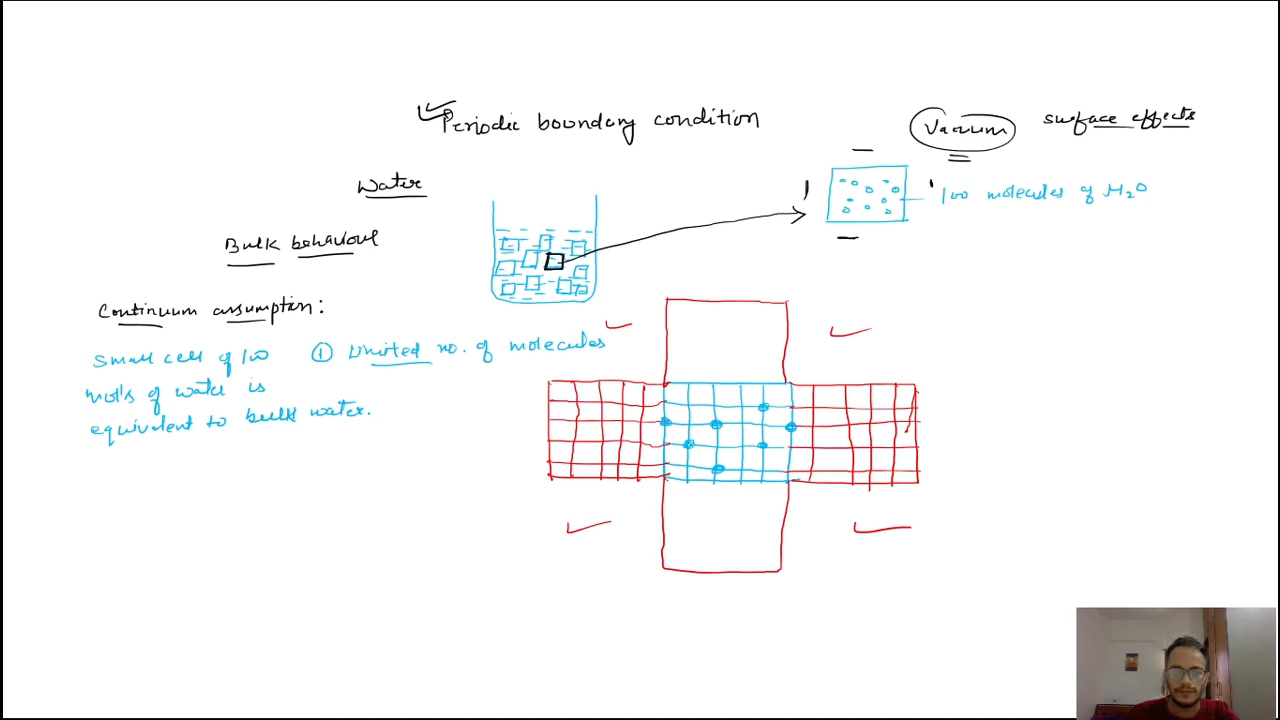 Periodic boundary condition
Vacuum
surface effects
Water
100 molecules of H2O
Bulk behaviour
Continuum assumption:
Small cell of 100
mol's of water is
equivalent to bulk water.
① Limited no. of molecules